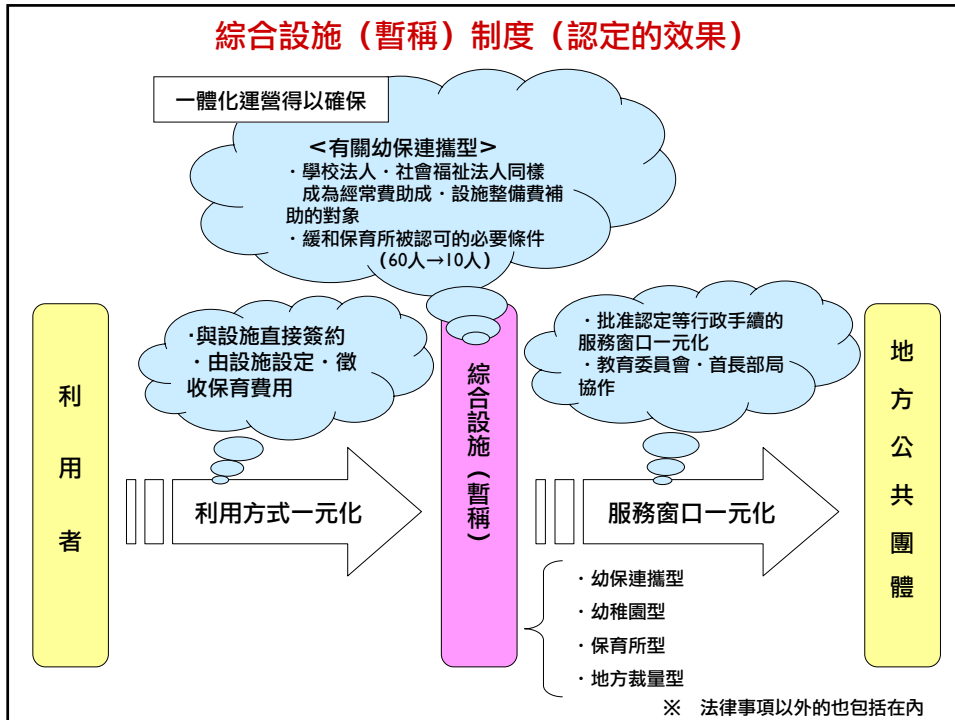 綜合設施（暫稱）制度（認定的效果）
一體化運營得以確保
＜有關幼保連攜型＞
・學校法人・社會福祉法人同樣
成為經常費助成・設施整備費補
助的對象
・緩和保育所被認可的必要條件
（60人→10人）
・與設施直接簽約
・由設施設定・徵
收保育費用
・批准認定等行政手續的
服務窗口一元化
・教育委員會・首長部局
協作
利用者
利用方式一元化
綜合設施（暫稱）
服務窗口一元化
地方公共團體
・幼保連攜型
・幼稚園型
・保育所型
・地方裁量型
※　法律事項以外的也包括在內